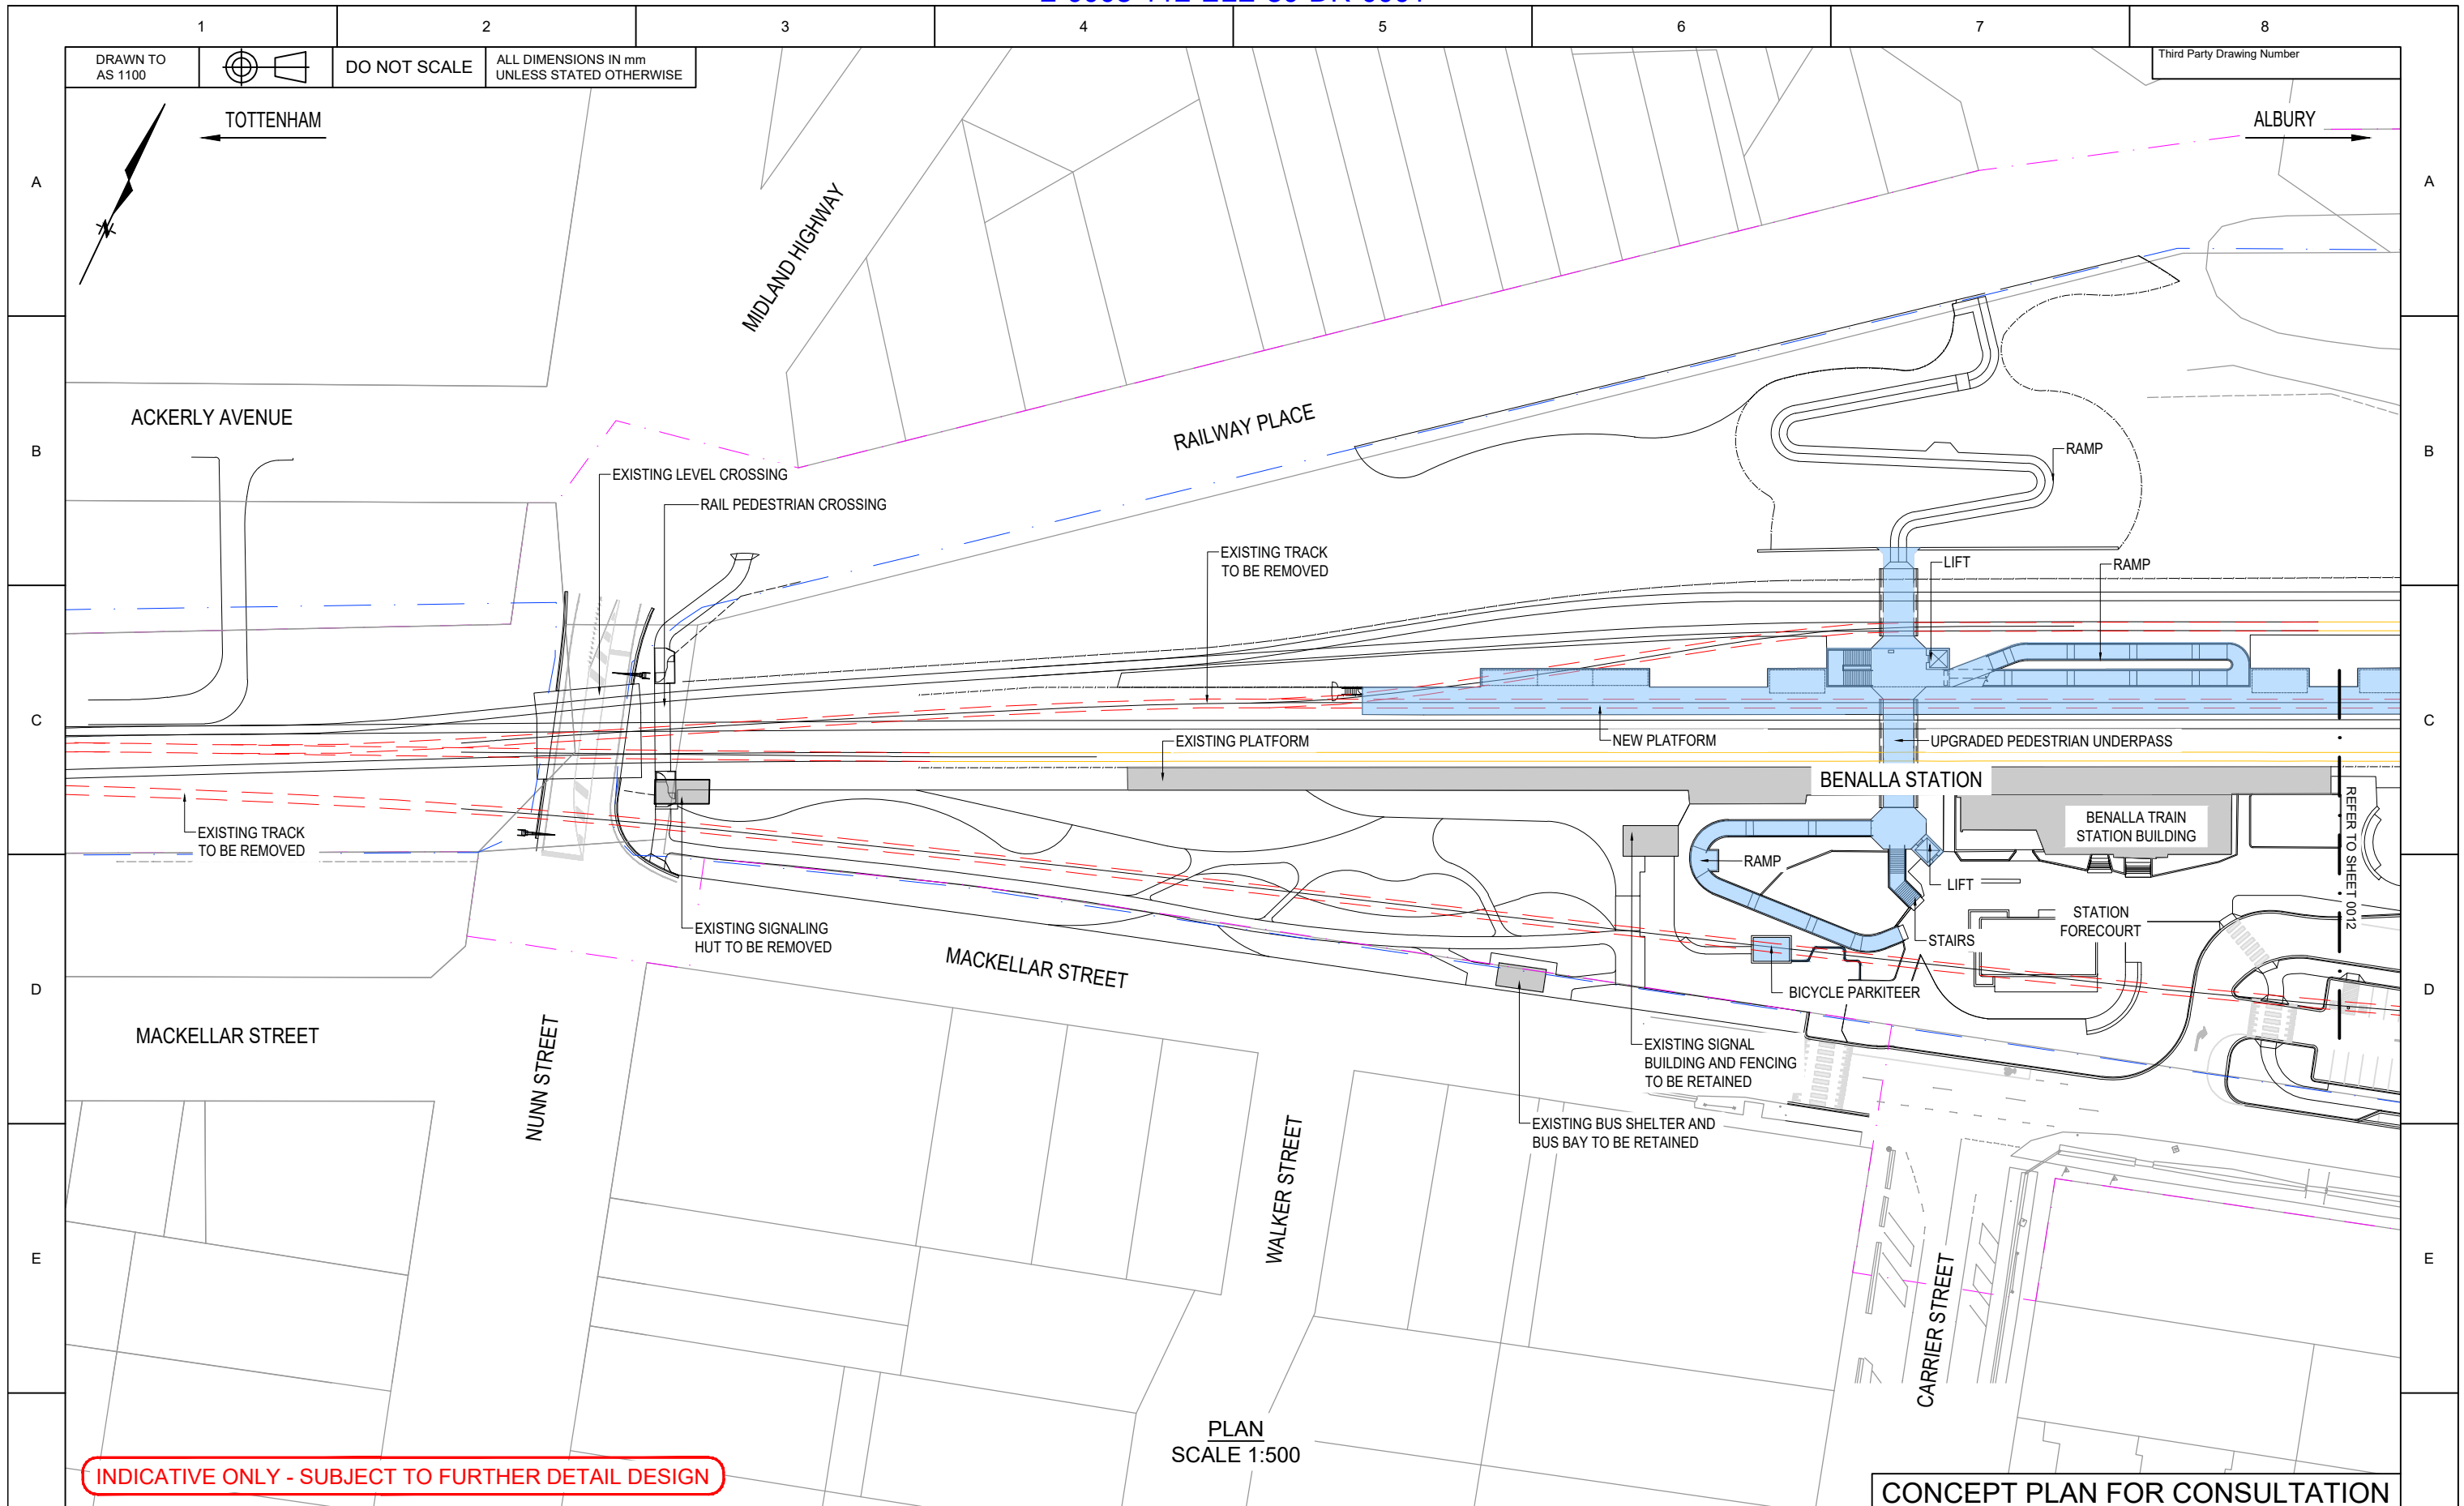 1 2 3 4 5 6 7 8
DRAWN TO
AS 1100
DO NOT SCALE
ALL DIMENSIONS IN mm
UNLESS STATED OTHERWISE
Third Party Drawing Number
TOTTENHAM
ALBURY
A
A
MIDLAND HIGHWAY
ACKERLY AVENUE
RAILWAY PLACE
B
B
EXISTING LEVEL CROSSING
RAIL PEDESTRIAN CROSSING
RAMP
EXISTING TRACK
TO BE REMOVED
LIFT
RAMP
C
C
EXISTING PLATFORM
NEW PLATFORM
UPGRADED PEDESTRIAN UNDERPASS
BENALLA STATION
BENALLA TRAIN
STATION BUILDING
REFER TO SHEET 0012
EXISTING TRACK
TO BE REMOVED
RAMP
LIFT
STATION
FORECOURT
STAIRS
EXISTING SIGNALING
HUT TO BE REMOVED
MACKELLAR STREET
BICYCLE PARKITEER
D
D
MACKELLAR STREET
NUNN STREET
EXISTING SIGNAL
BUILDING AND FENCING
TO BE RETAINED
EXISTING BUS SHELTER AND
BUS BAY TO BE RETAINED
WALKER STREET
CARRIER STREET
E
E
PLAN
SCALE 1:500
INDICATIVE ONLY - SUBJECT TO FURTHER DETAIL DESIGN
CONCEPT PLAN FOR CONSULTATION